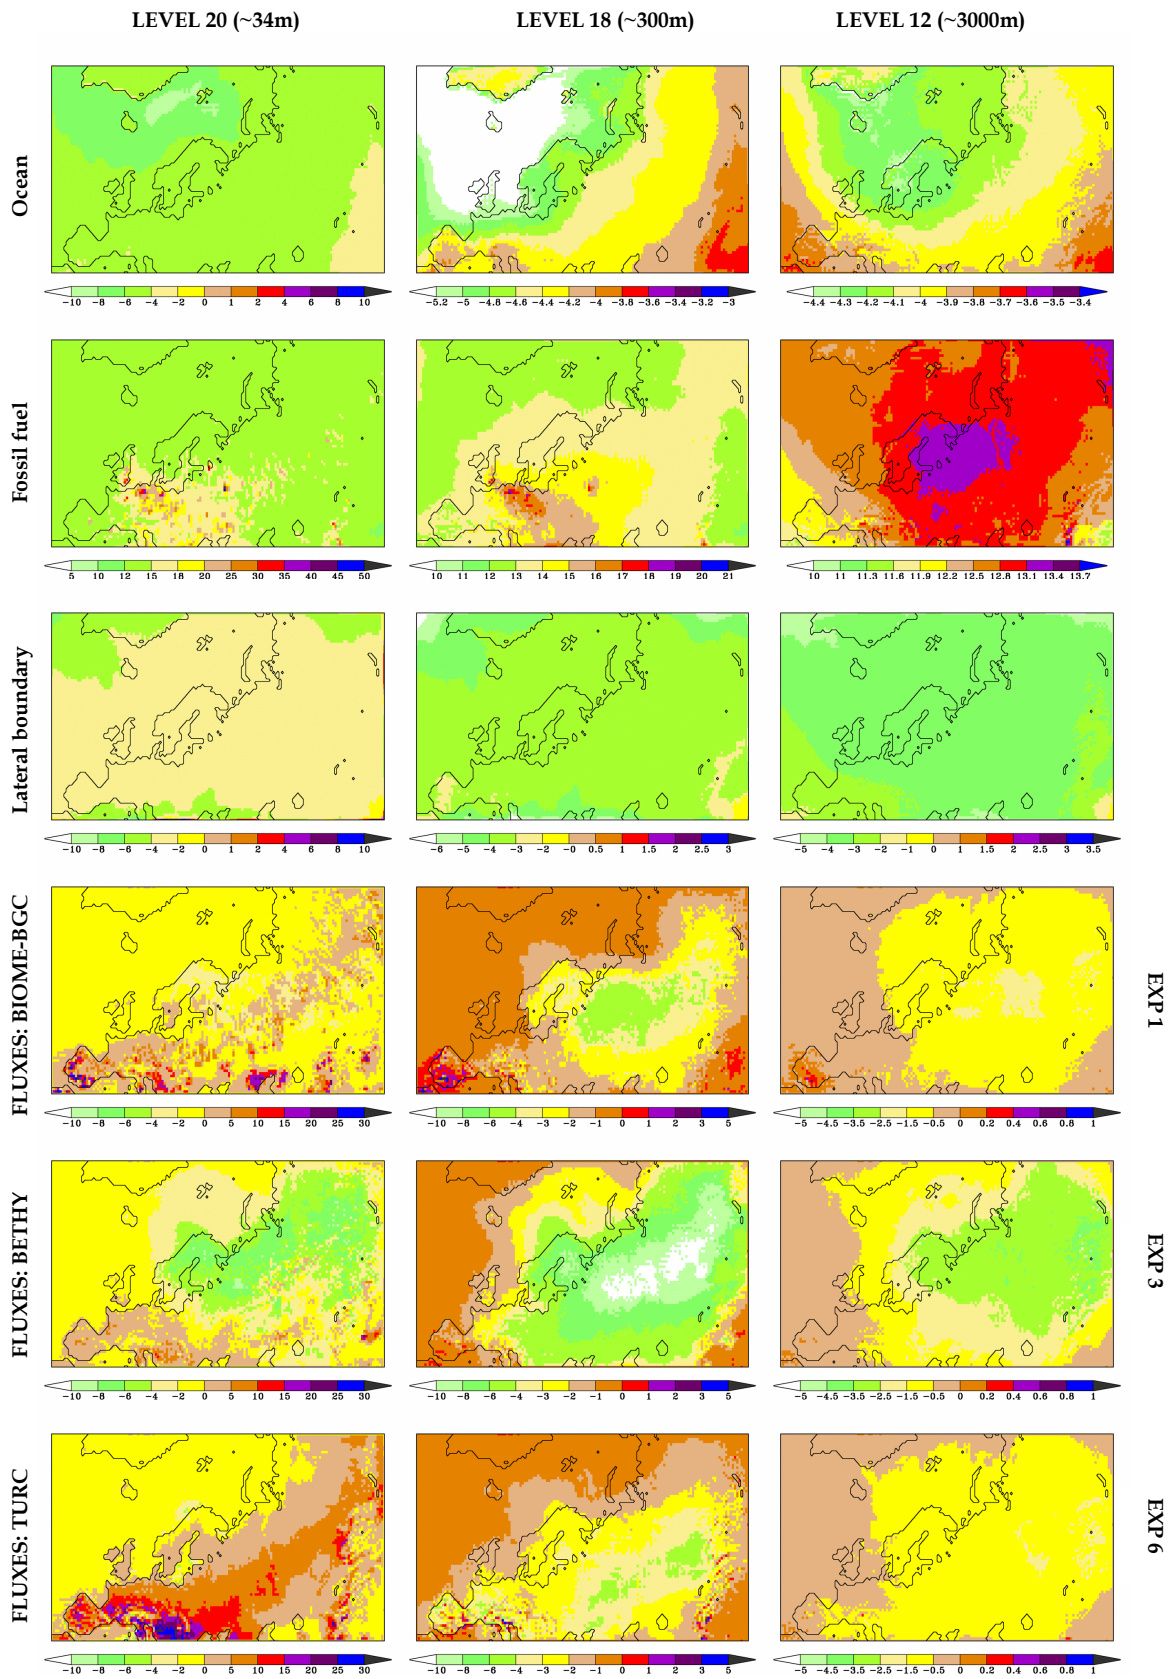 LEVEL 20 (~34m) LEVEL 18 (~300m) LEVEL 12 (~3000m)
Ocean
-10 -8 -6 -4 -2 0 1 2 4 6 8 10
-5.2 -5 -4.8 -4.6 -4.4 -4.2 -4 -3.8 -3.6 -3.4 -3.2 -3
-4.4 -4.3 -4.2 -4.1 -4 -3.9 -3.8 -3.7 -3.6 -3.5 -3.4
Fossil fuel
5 10 12 15 18 20 25 30 35 40 45 50
10 11 12 13 14 15 16 17 18 19 20 21
10 11 11.3 11.6 11.9 12.2 12.5 12.8 13.1 13.4 13.7
Lateral boundary
-10 -8 -6 -4 -2 0 1 2 4 6 8 10
-6 -5 -4 -3 -2 -0 0.5 1 1.5 2 2.5 3
-5 -4 -3 -2 -1 0 1 1.5 2 2.5 3 3.5
FLUXES: BIOME-BGC
EXP 1
-10 -8 -6 -4 -2 0 5 10 15 20 25 30
-10 -8 -6 -4 -2 -1 0 1 2 3 5
-5 -4.5 -3.5 -2.5 -1.5 -0.5 0 0.2 0.4 0.6 0.8 1
FLUXES: BETHY
EXP 3
-10 -8 -6 -4 -2 0 5 10 15 20 25 30
-10 -8 -6 -4 -2 -1 0 1 2 3 5
-5 -4.5 -3.5 -2.5 -1.5 -0.5 0 0.2 0.4 0.6 0.8 1
FLUXES: TURC
EXP 6
-10 -8 -6 -4 -2 0 5 10 15 20 25 30
-10 -8 -6 -4 -2 -1 0 1 2 3 5
-5 -4.5 -3.5 -2.5 -1.5 -0.5 0 0.2 0.4 0.6 0.8 1